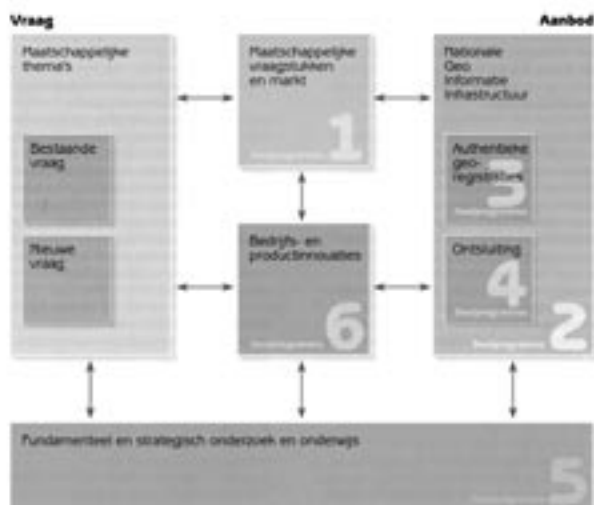 Vraag
Aanbod
Maatschappelijke
thema's
Maatschappelijke
vraagstukken
en markt
1
Nationale
Geo
Informatie
Infrastructuur
Bestaande
vraag
Authentieke
geo-
registraties
3
Nieuwe
vraag
Bedrijfs- en
productinnovaties
6
Ontsluiting
4
2
Fundamenteel en strategisch onderzoek en onderwijs
5